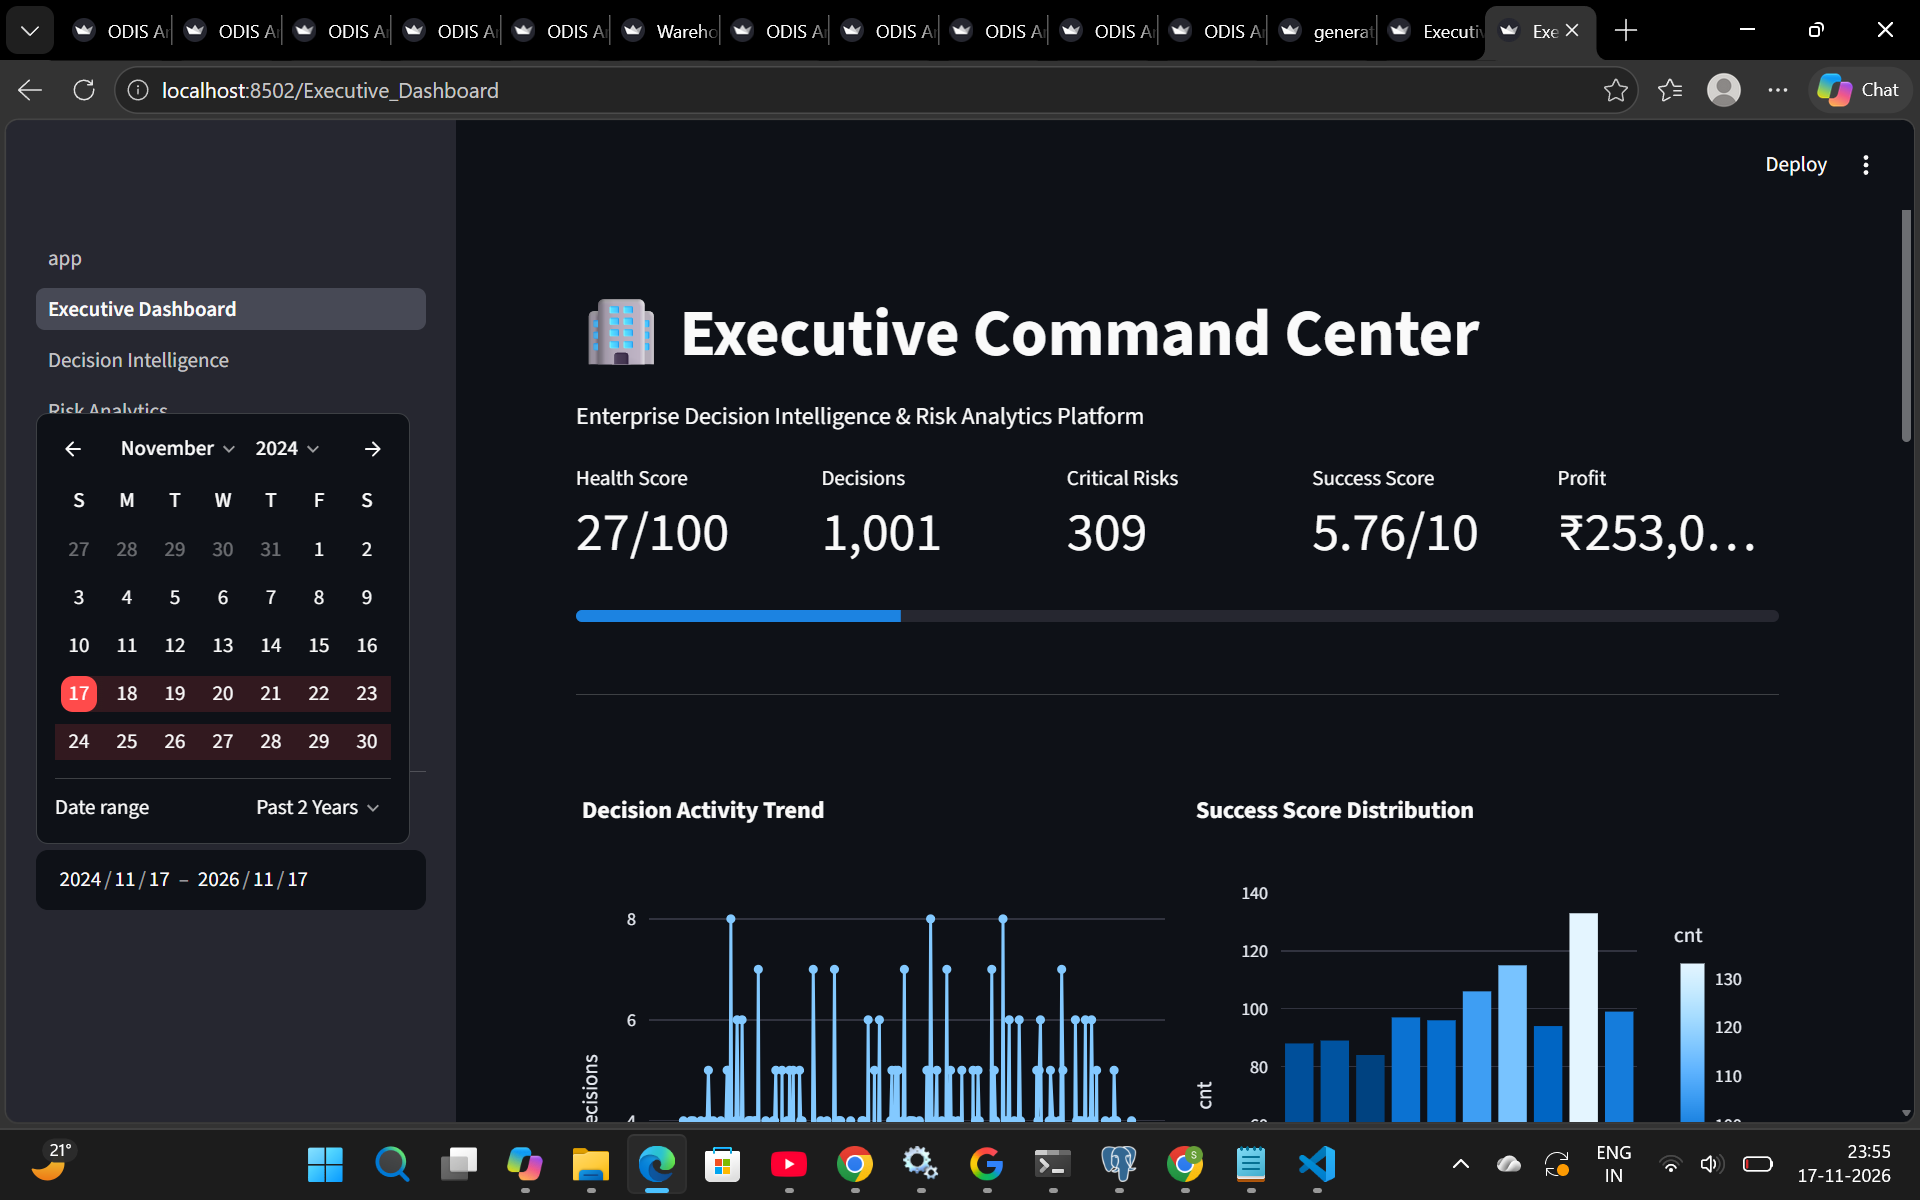 ODIS A
ODIS A
ODIS A
ODIS A
ODIS A
Wareho
ODIS A
ODIS A
ODIS A
ODIS A
ODIS A
generat
Executiv
Exe
localhost:8502/Executive_Dashboard
Chat
Deploy
app
Executive Dashboard
Decision Intelligence
Risk Analytics
November 2024
S M T W T F S
27 28 29 30 31 1 2
3 4 5 6 7 8 9
10 11 12 13 14 15 16
17 18 19 20 21 22 23
24 25 26 27 28 29 30
Date range Past 2 Years
2024/11/17 – 2026/11/17
Executive Command Center
Enterprise Decision Intelligence & Risk Analytics Platform
Health Score
27/100
Decisions
1,001
Critical Risks
309
Success Score
5.76/10
Profit
₹253,0…
Decision Activity Trend
8
6
4
ecisions
Success Score Distribution
140
120
100
80
cnt
cnt
130
120
110
21°
ENG
IN
23:55
17-11-2026